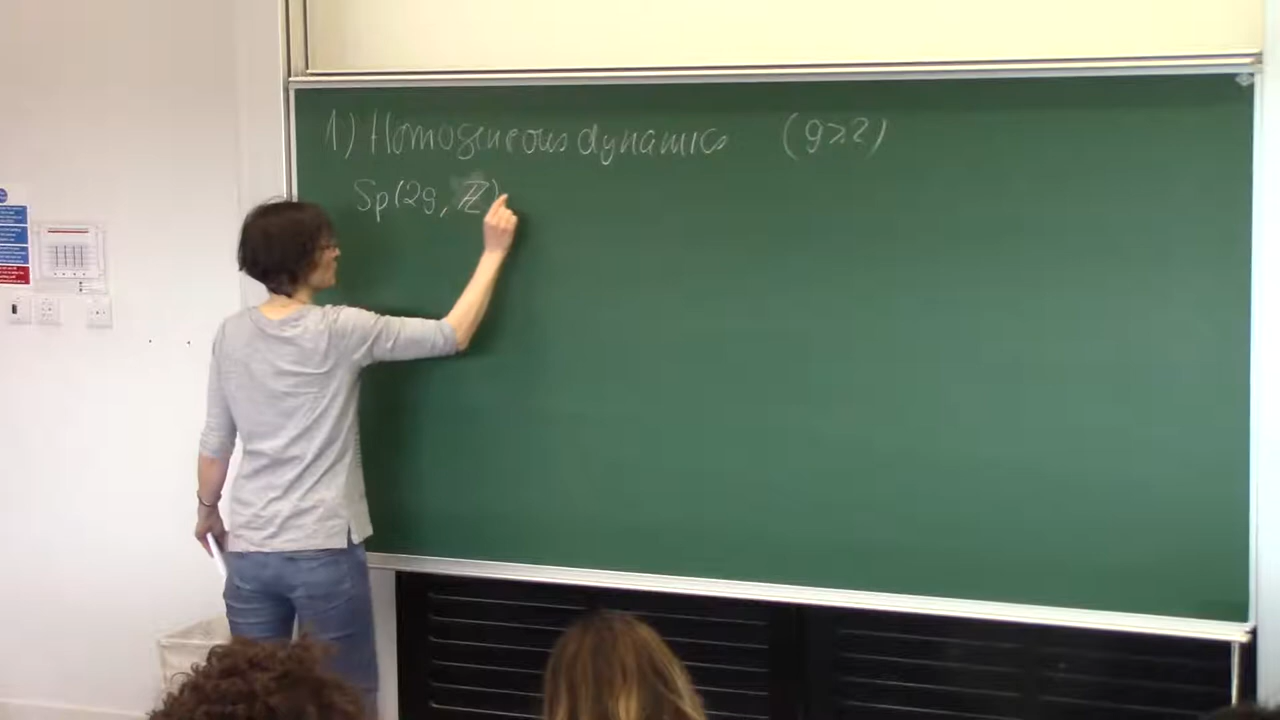 1) Homogeneous dynamics (g≥2)
Sp(2g, ℤ)